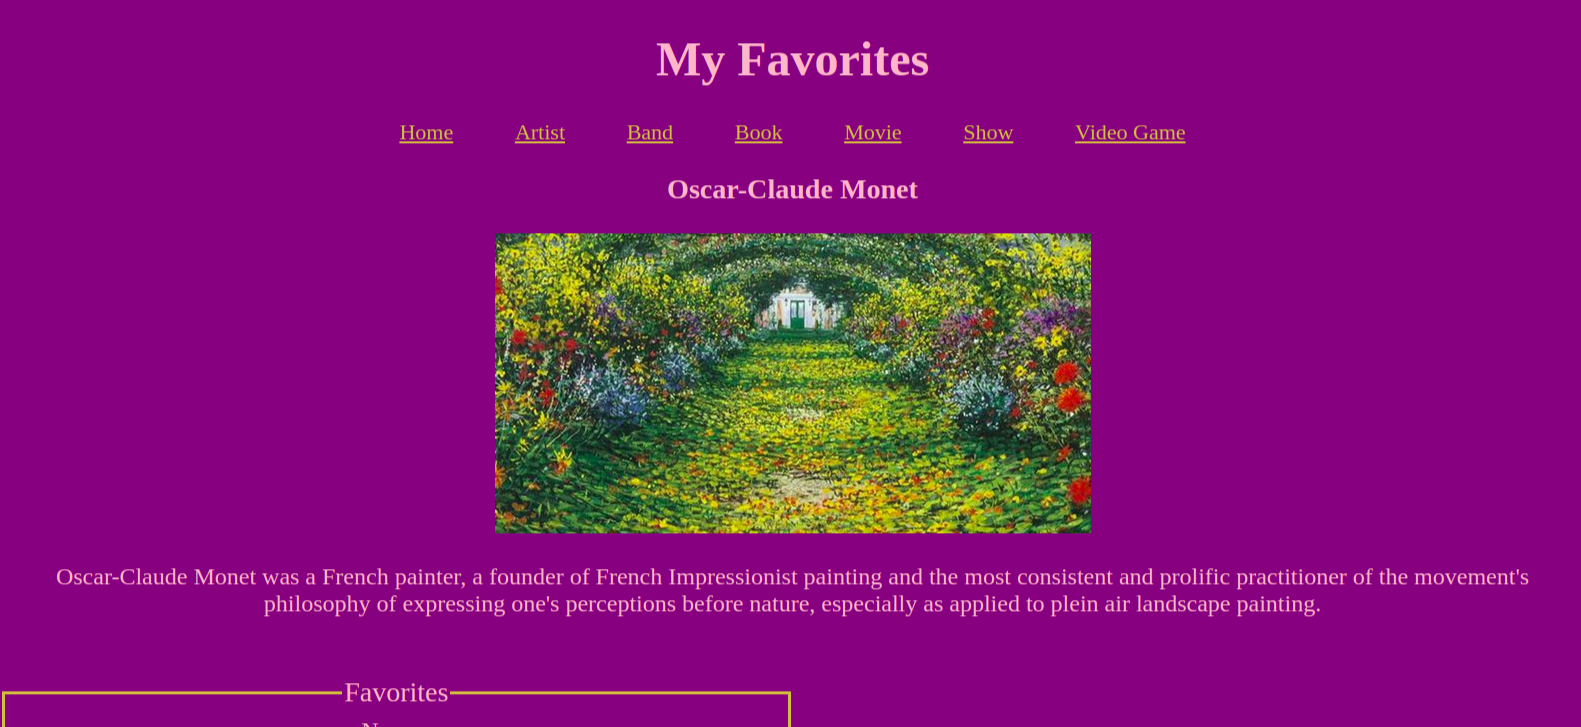 My Favorites
Home Artist Band Book Movie Show Video Game
Oscar-Claude Monet
Oscar-Claude Monet was a French painter, a founder of French Impressionist painting and the most consistent and prolific practitioner of the movement's
philosophy of expressing one's perceptions before nature, especially as applied to plein air landscape painting.
Favorites